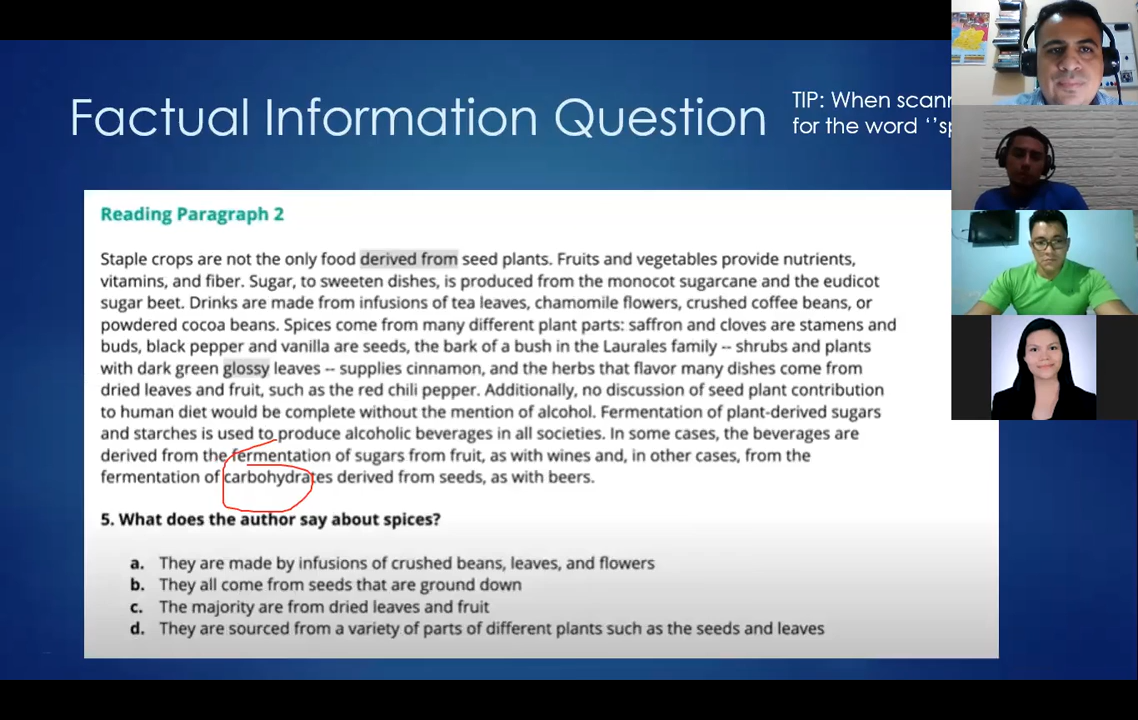 Factual Information Question
TIP: When scann
for the word ‘’sp
Reading Paragraph 2
Staple crops are not the only food derived from seed plants. Fruits and vegetables provide nutrients,
vitamins, and fiber. Sugar, to sweeten dishes, is produced from the monocot sugarcane and the eudicot
sugar beet. Drinks are made from infusions of tea leaves, chamomile flowers, crushed coffee beans, or
powdered cocoa beans. Spices come from many different plant parts: saffron and cloves are stamens and
buds, black pepper and vanilla are seeds, the bark of a bush in the Laurales family -- shrubs and plants
with dark green glossy leaves -- supplies cinnamon, and the herbs that flavor many dishes come from
dried leaves and fruit, such as the red chili pepper. Additionally, no discussion of seed plant contribution
to human diet would be complete without the mention of alcohol. Fermentation of plant-derived sugars
and starches is used to produce alcoholic beverages in all societies. In some cases, the beverages are
derived from the fermentation of sugars from fruit, as with wines and, in other cases, from the
fermentation of carbohydrates derived from seeds, as with beers.
5. What does the author say about spices?
a. They are made by infusions of crushed beans, leaves, and flowers
b. They all come from seeds that are ground down
c. The majority are from dried leaves and fruit
d. They are sourced from a variety of parts of different plants such as the seeds and leaves